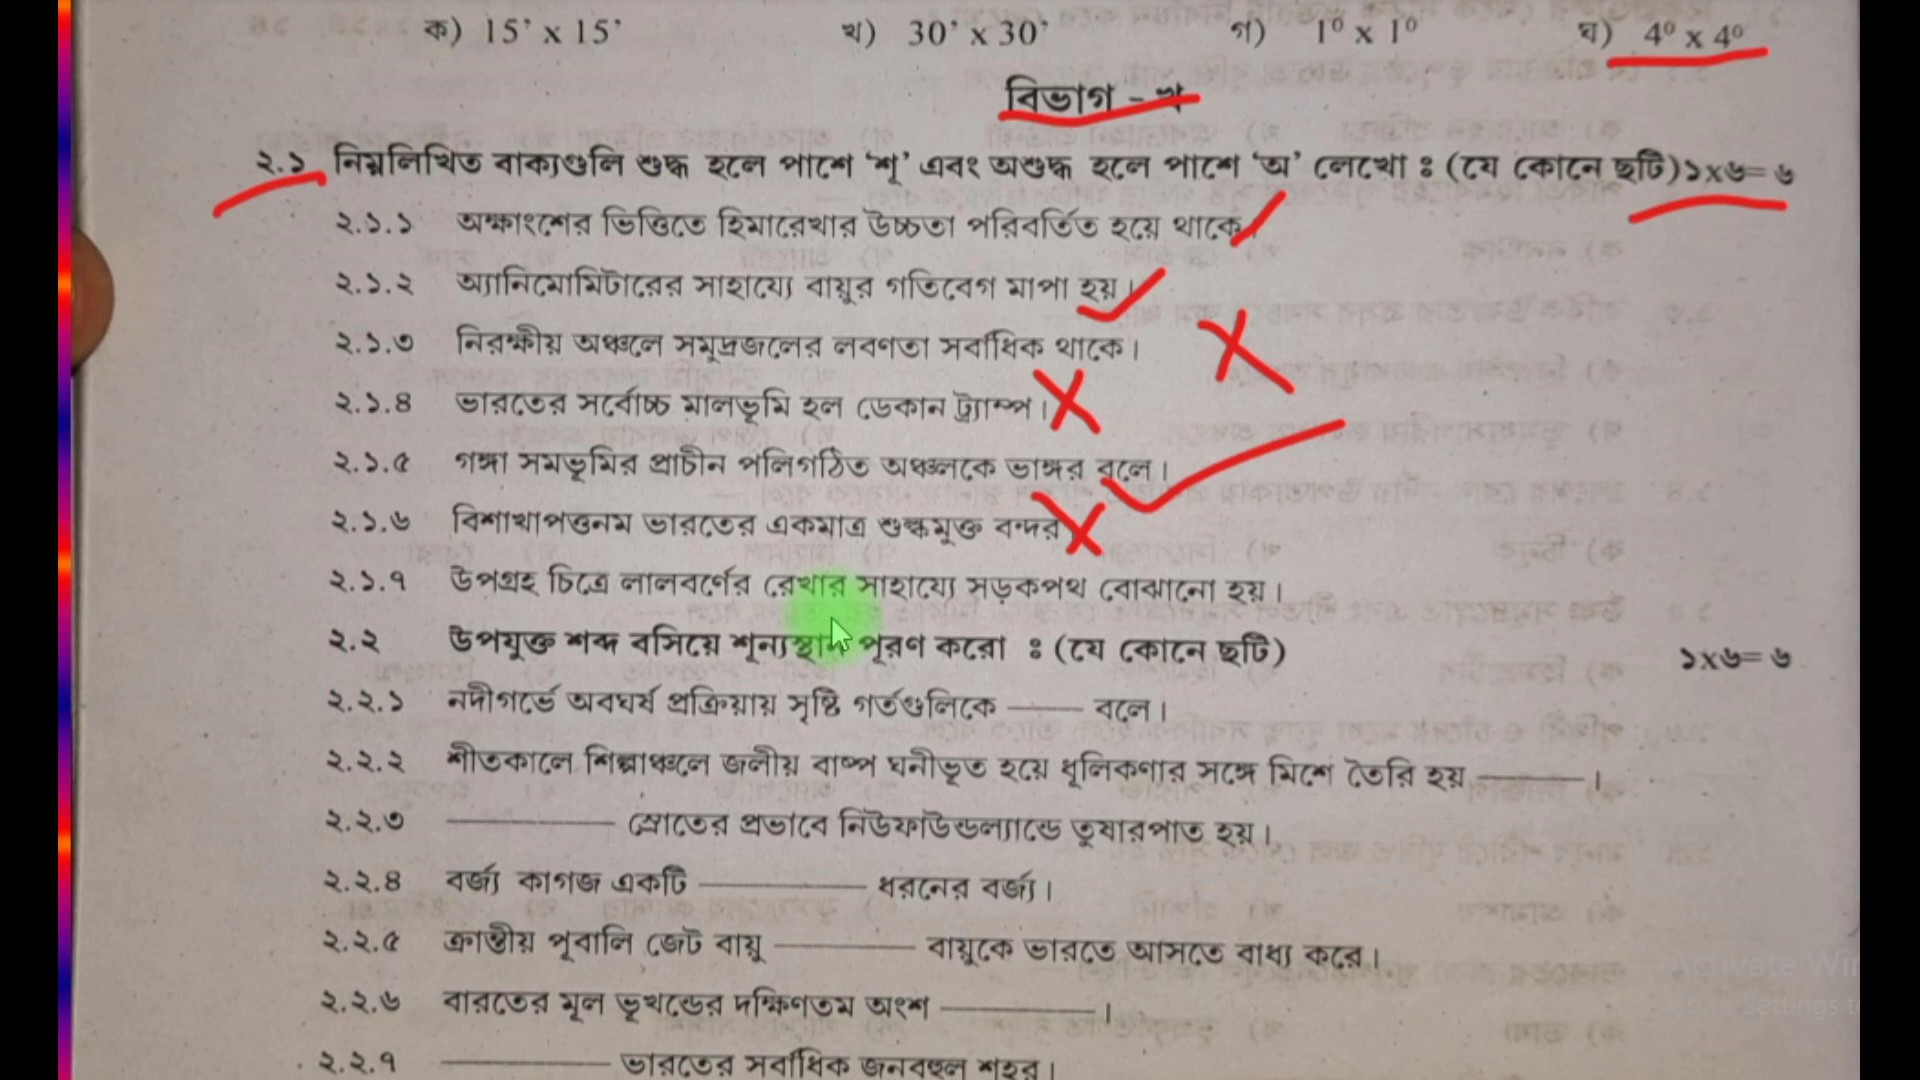 ক) 15’ x 15’ খ) 30’ x 30’ গ) 1⁰ x 1⁰ ঘ) 4⁰ x 4⁰
বিভাগ - খ
২.১ নিম্নলিখিত বাক্যগুলি শুদ্ধ হলে পাশে ‘শু’ এবং অশুদ্ধ হলে পাশে ‘অ’ লেখো ঃ (যে কোনে ছটি) ১x৬= ৬
২.১.১ অক্ষাংশের ভিত্তিতে হিমারেখার উচ্চতা পরিবর্তিত হয়ে থাকে
২.১.২ অ্যানিমোমিটারের সাহায্যে বায়ুর গতিবেগ মাপা হয়।
২.১.৩ নিরক্ষীয় অঞ্চলে সমুদ্রজলের লবণতা সর্বাধিক থাকে।
২.১.৪ ভারতের সর্বোচ্চ মালভূমি হল ডেকান ট্র্যাম্প।
২.১.৫ গঙ্গা সমভূমির প্রাচীন পলিগঠিত অঞ্চলকে ভাঙ্গর বলে।
২.১.৬ বিশাখাপত্তনম ভারতের একমাত্র শুল্কমুক্ত বন্দর
২.১.৭ উপগ্রহ চিত্রে লালবর্ণের রেখার সাহায্যে সড়কপথ বোঝানো হয়।
২.২ উপযুক্ত শব্দ বসিয়ে শূন্যস্থান পূরণ করো ঃ (যে কোনে ছটি) ১x৬= ৬
২.২.১ নদীগর্ভে অবঘর্ষ প্রক্রিয়ায় সৃষ্টি গর্তগুলিকে —— বলে।
২.২.২ শীতকালে শিল্পাঞ্চলে জলীয় বাষ্প ঘনীভূত হয়ে ধূলিকণার সঙ্গে মিশে তৈরি হয় ———।
২.২.৩ ———— স্রোতের প্রভাবে নিউফাউন্ডল্যান্ডে তুষারপাত হয়।
২.২.৪ বর্জ্য কাগজ একটি ———— ধরনের বর্জ্য।
২.২.৫ ক্রান্তীয় পূবালি জেট বায়ু ———— বায়ুকে ভারতে আসতে বাধ্য করে।
২.২.৬ বারতের মূল ভূখন্ডের দক্ষিণতম অংশ ————।
২.২.৭ ———— ভারতের সর্বাধিক জনবহুল শহর।
Activate Wi
Go to Settings t